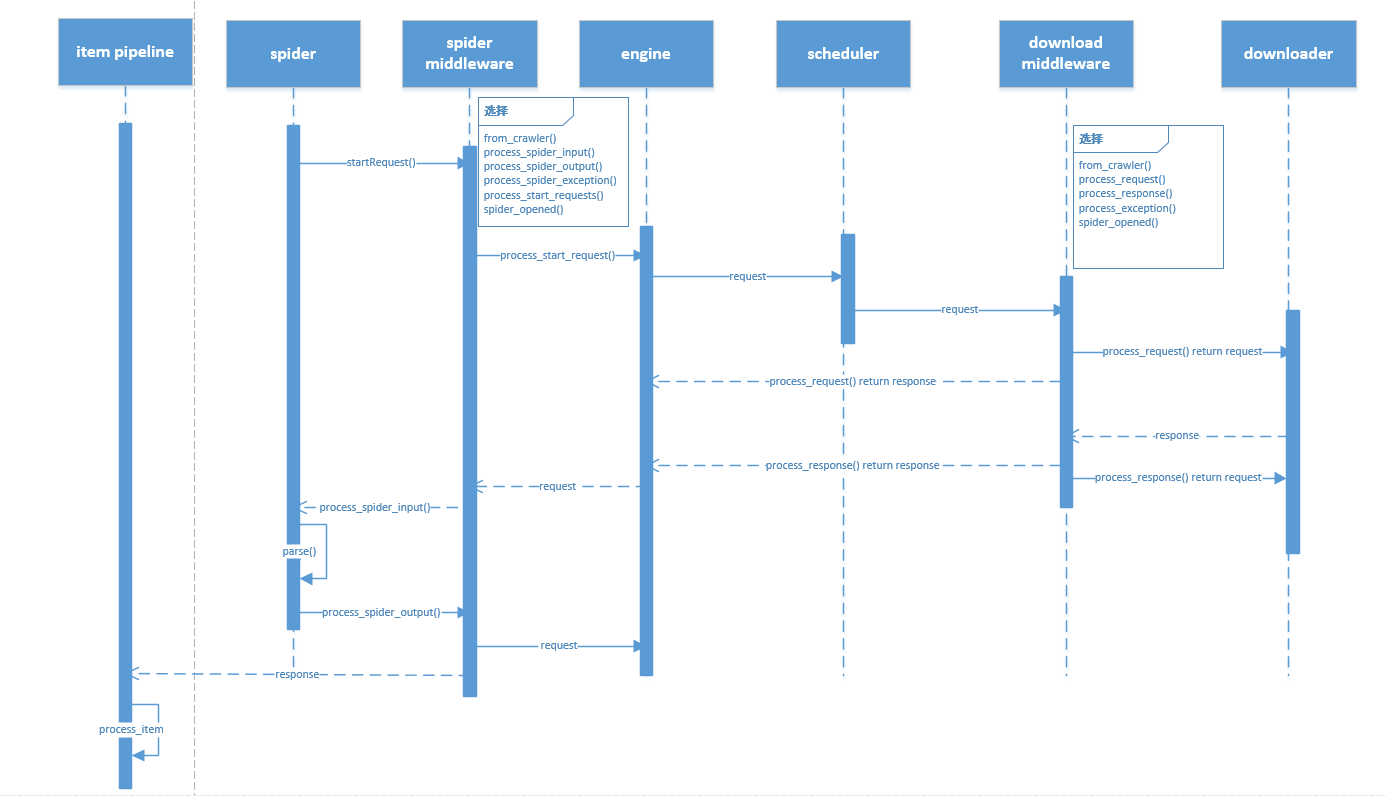 item pipeline
spider
spider
middleware
engine
scheduler
download
middleware
downloader
选择
from_crawler()
process_spider_input()
process_spider_output()
process_spider_exception()
process_start_requests()
spider_opened()
选择
from_crawler()
process_request()
process_response()
process_exception()
spider_opened()
startRequest()
process_start_request()
request
request
process_request() return request
process_request() return response
response
process_response() return response
process_response() return request
request
process_spider_input()
parse()
process_spider_output()
request
response
process_item